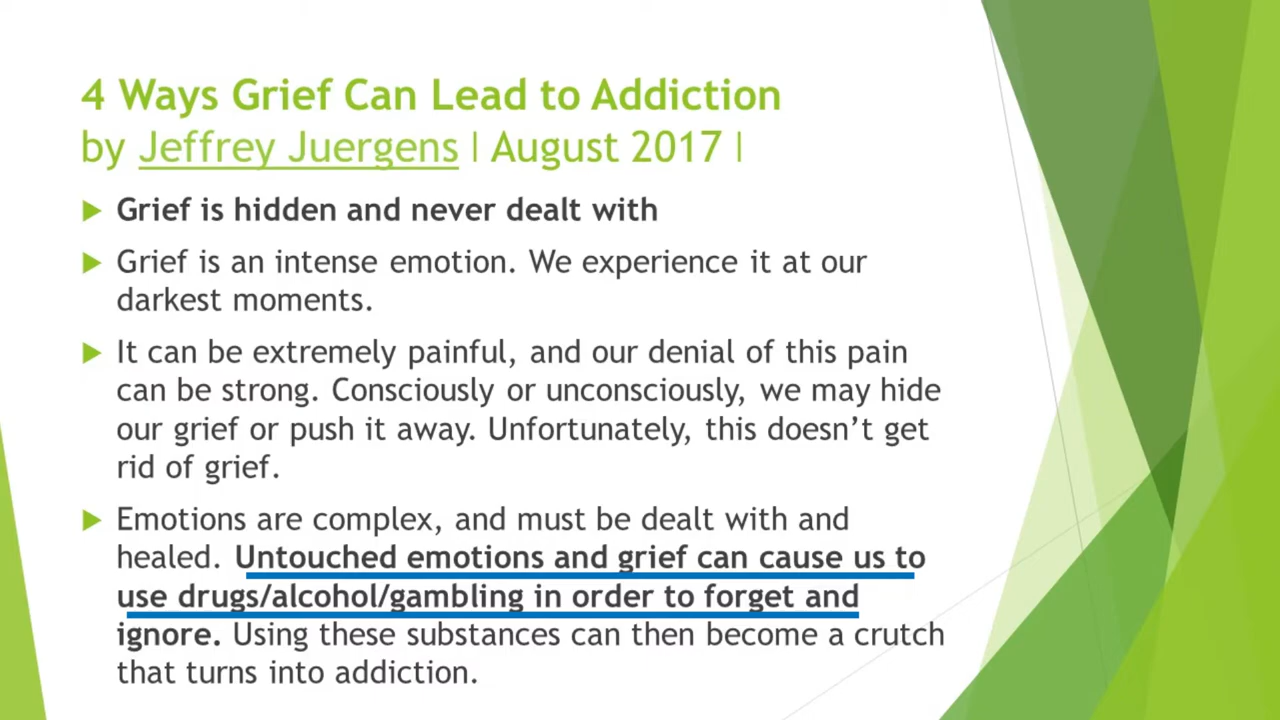 4 Ways Grief Can Lead to Addiction
by Jeffrey Juergens | August 2017 |
Grief is hidden and never dealt with
Grief is an intense emotion. We experience it at our
darkest moments.
It can be extremely painful, and our denial of this pain
can be strong. Consciously or unconsciously, we may hide
our grief or push it away. Unfortunately, this doesn’t get
rid of grief.
Emotions are complex, and must be dealt with and
healed. Untouched emotions and grief can cause us to
use drugs/alcohol/gambling in order to forget and
ignore. Using these substances can then become a crutch
that turns into addiction.